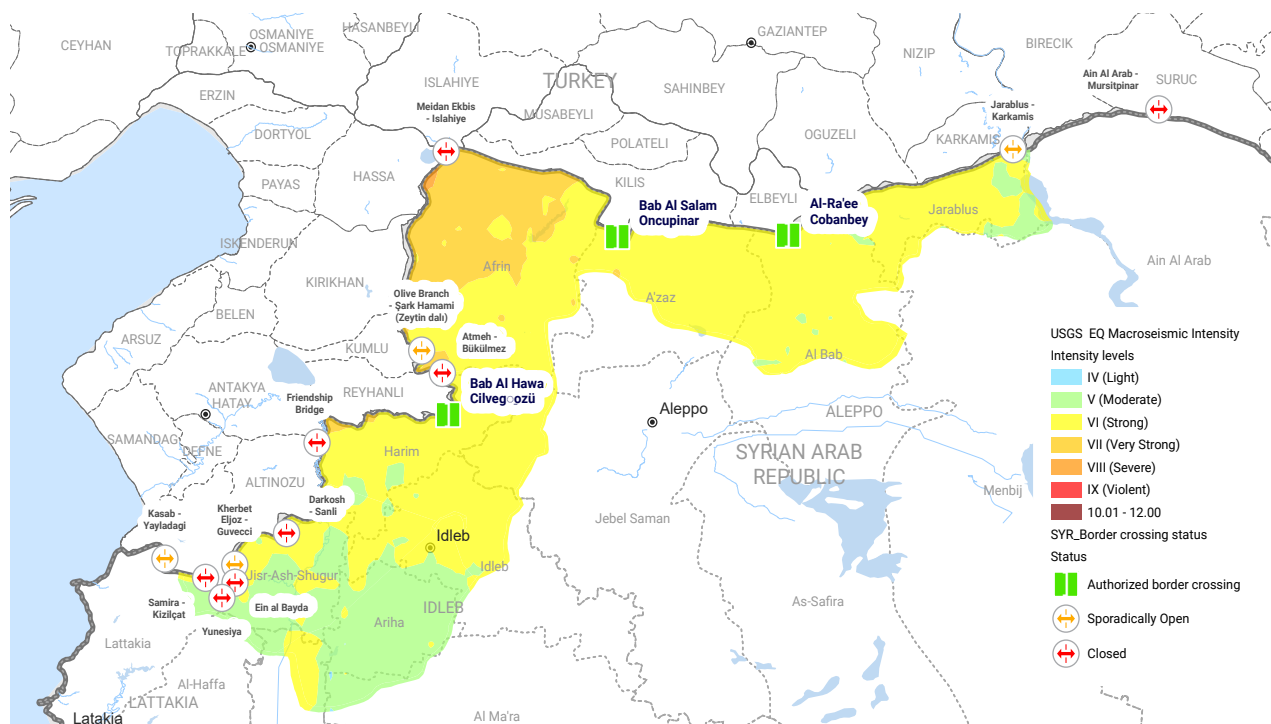 CEYHAN
OSMANIYE
TOPRAKKALE
OSMANIYE
HASANBEYLI
GAZIANTEP
NIZIP
BIRECIK
ISLAHIYE
TURKEY
SAHINBEY
Ain Al Arab -
Mursitpinar
SURUC
ERZIN
Meidan Ekbis
- Islahiye
MUSABEYLI
Jarablus -
Karkamis
DORTYOL
POLATELI
OGUZELI
KARKAMIS
PAYAS
HASSA
KILIS
ELBEYLI
Bab Al Salam
Oncupinar
Al-Ra'ee
Cobanbey
Jarablus
ISKENDERUN
Afrin
Ain Al Arab
KIRIKHAN
Olive Branch
- Şark Hamami
(Zeytin dalı)
A'zaz
BELEN
ARSUZ
KUMLU
Atmeh -
Bükülmez
Al Bab
USGS EQ Macroseismic Intensity
Intensity levels
IV (Light)
V (Moderate)
VI (Strong)
VII (Very Strong)
VIII (Severe)
IX (Violent)
10.01 - 12.00
SYR_Border crossing status
Status
Authorized border crossing
Sporadically Open
Closed
ANTAKYA
HATAY
REYHANLI
Bab Al Hawa
Cilvegozü
Friendship
Bridge
Aleppo
ALEPPO
SAMANDAG
DEFNE
Harim
SYRIAN ARAB
REPUBLIC
ALTINOZU
Menbij
Kasab -
Yayladagi
Kherbet
Eljoz -
Guvecci
Darkosh
- Sanli
Jebel Saman
Idleb
Jisr-Ash-Shugur
Idleb
Samira -
Kizilçat
Ein al Bayda
IDLEB
As-Safira
Yunesiya
Ariha
Lattakia
Al-Haffa
LATTAKIA
Latakia
Al Ma'ra